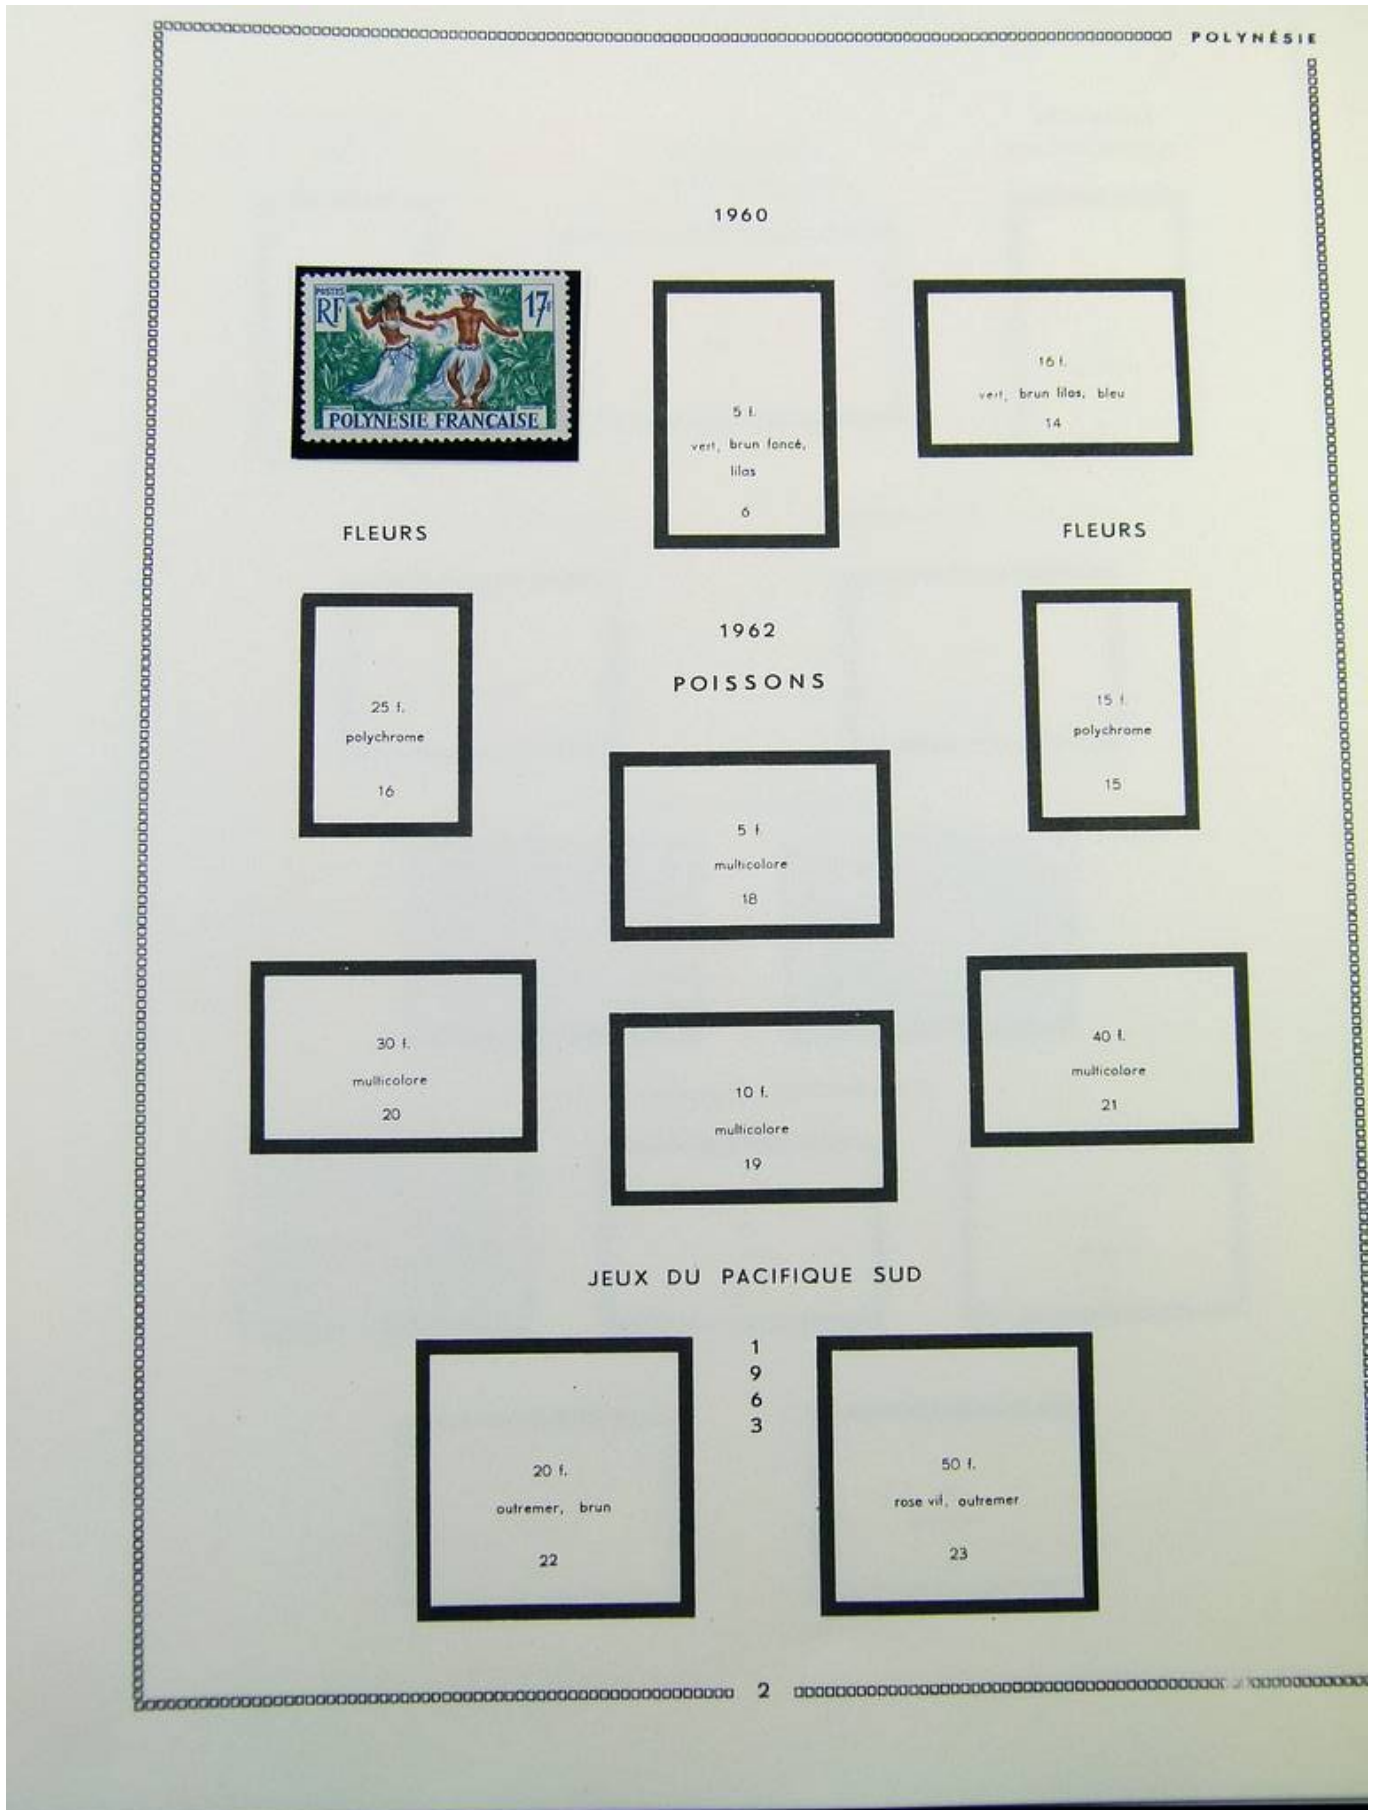 POLYNÉSIE
1960
POSTES
RF
17F
POLYNESIE FRANÇAISE
5 f.
vert, brun foncé,
lilas
6
16 f.
vert, brun lilas, bleu
14
FLEURS
FLEURS
25 f.
polychrome
16
1962
POISSONS
15 f.
polychrome
15
5 f
multicolore
18
30 f.
multicolore
20
10 f.
multicolore
19
40 f.
multicolore
21
JEUX DU PACIFIQUE SUD
1
9
6
3
20 f.
outremer, brun
22
50 f.
rose vif, outremer
23
2